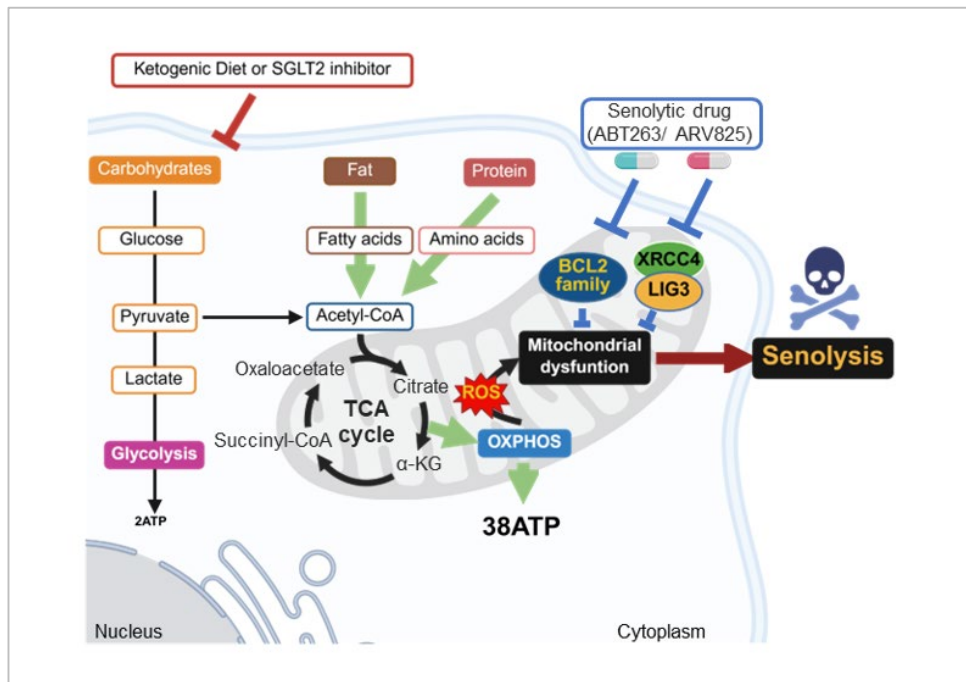 Ketogenic Diet or SGLT2 inhibitor
Senolytic drug
(ABT263/ ARV825)
Carbohydrates
Fat
Protein
Glucose
Fatty acids
Amino acids
BCL2
family
XRCC4
LIG3
Pyruvate
Acetyl-CoA
Mitochondrial
dysfuntion
Senolysis
Lactate
Oxaloacetate
Citrate
ROS
TCA
cycle
Succinyl-CoA
α-KG
OXPHOS
Glycolysis
2ATP
38ATP
Nucleus
Cytoplasm